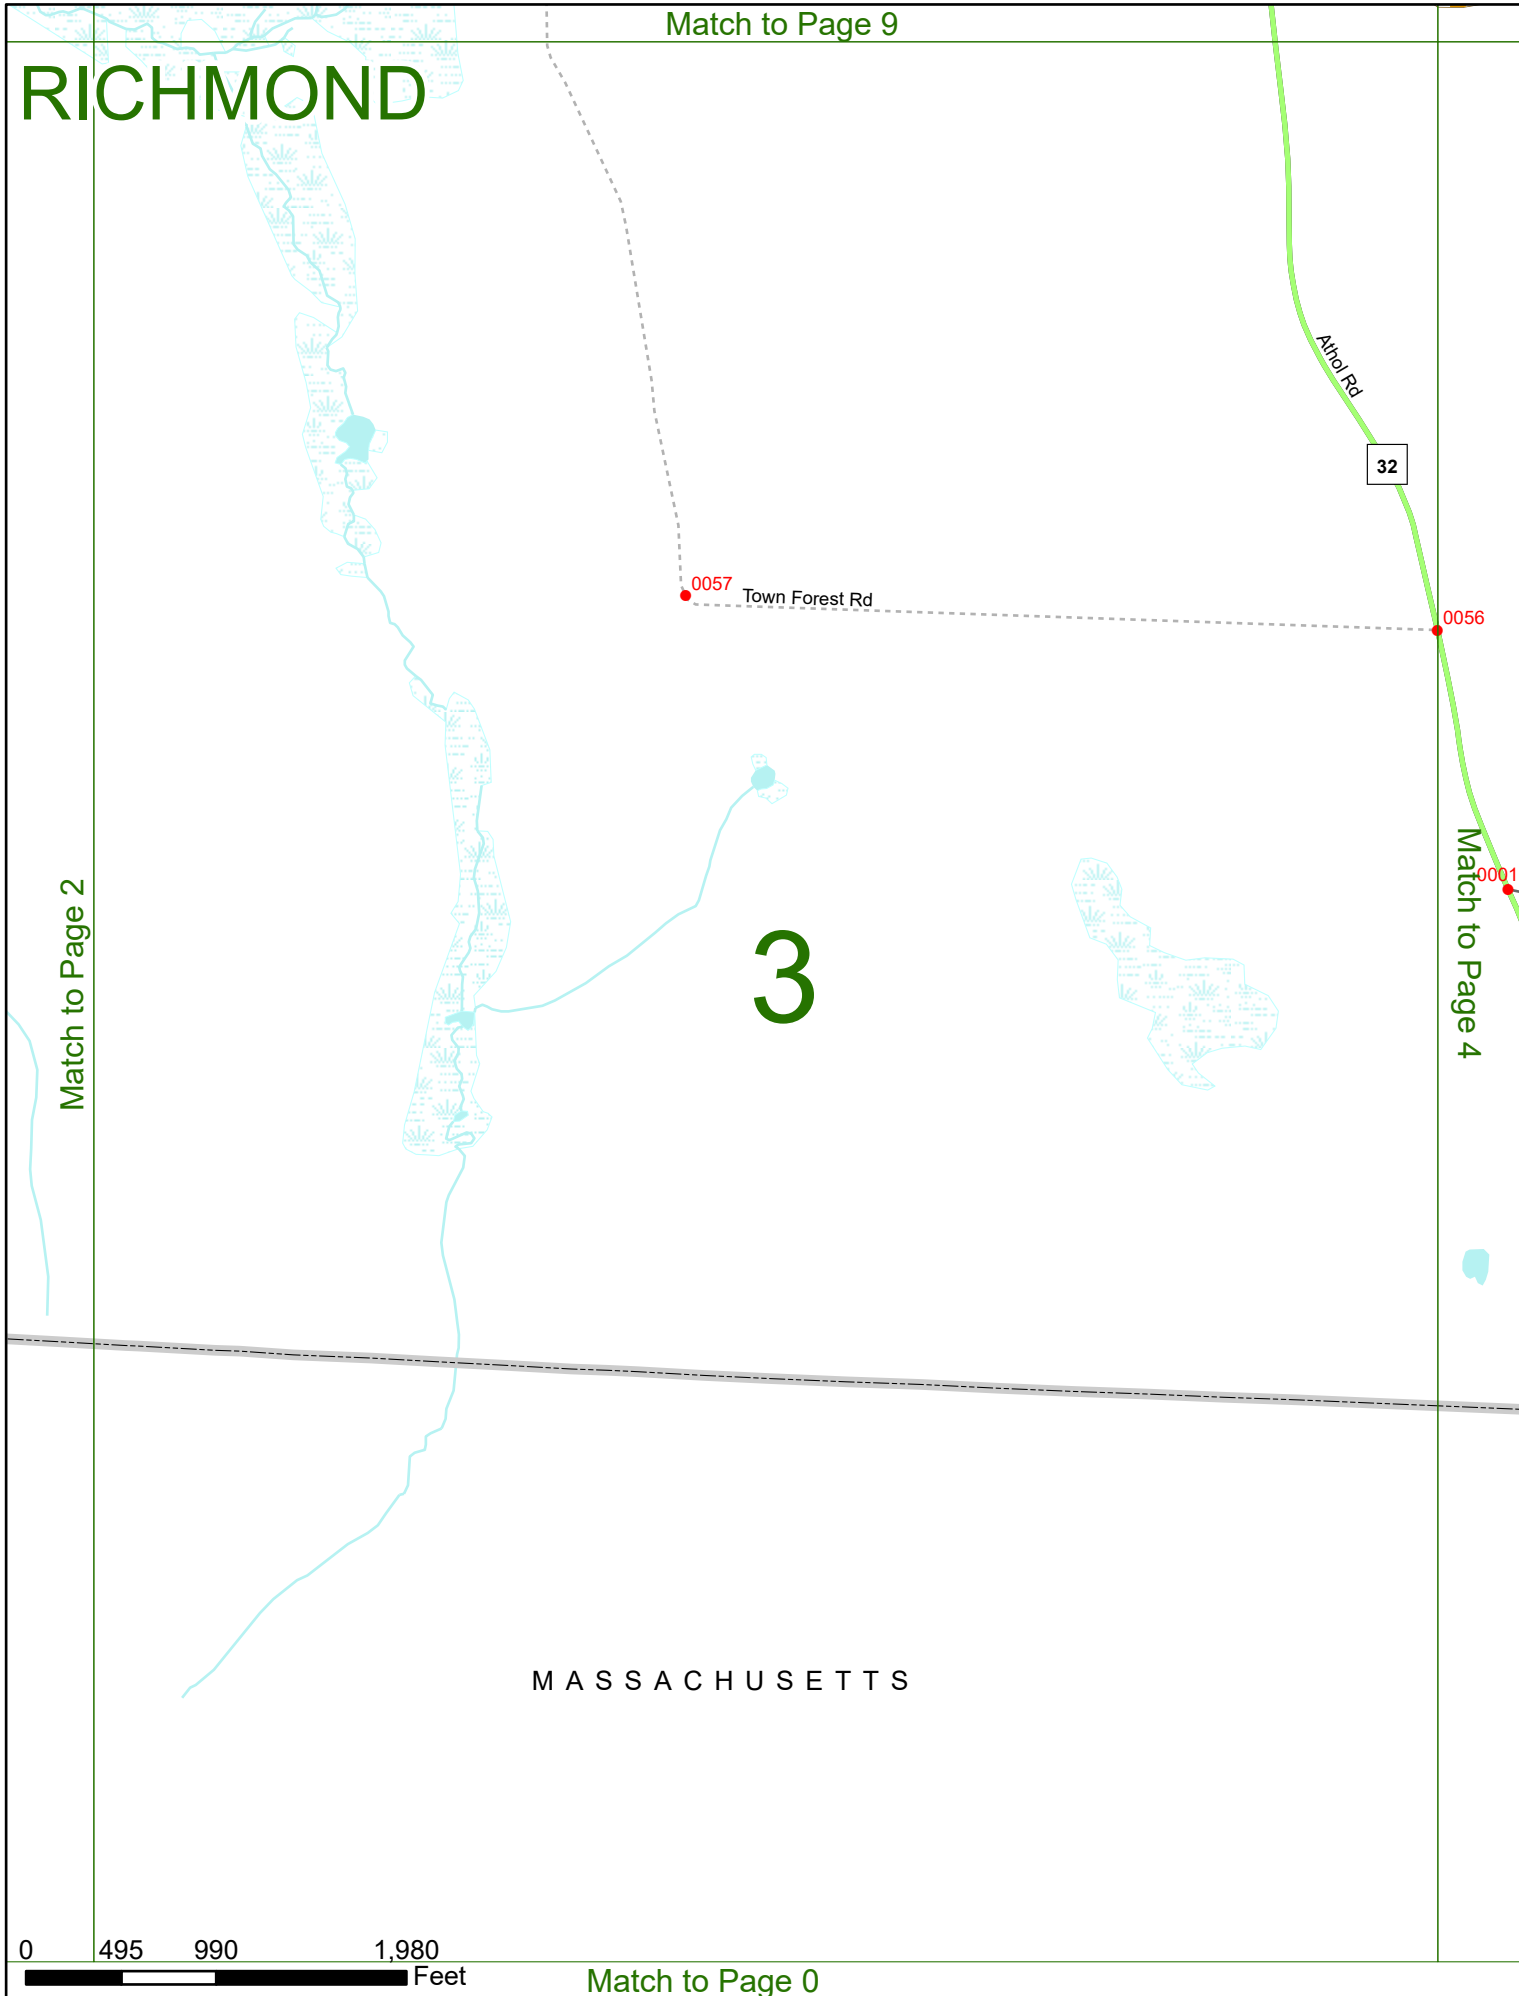 Match to Page 9
RICHMOND
Athol Rd
32
0057
Town Forest Rd
0056
Match to Page 2
3
0001
Match to Page 4
MASSACHUSETTS
0 495 990 1,980
Feet
Match to Page 0